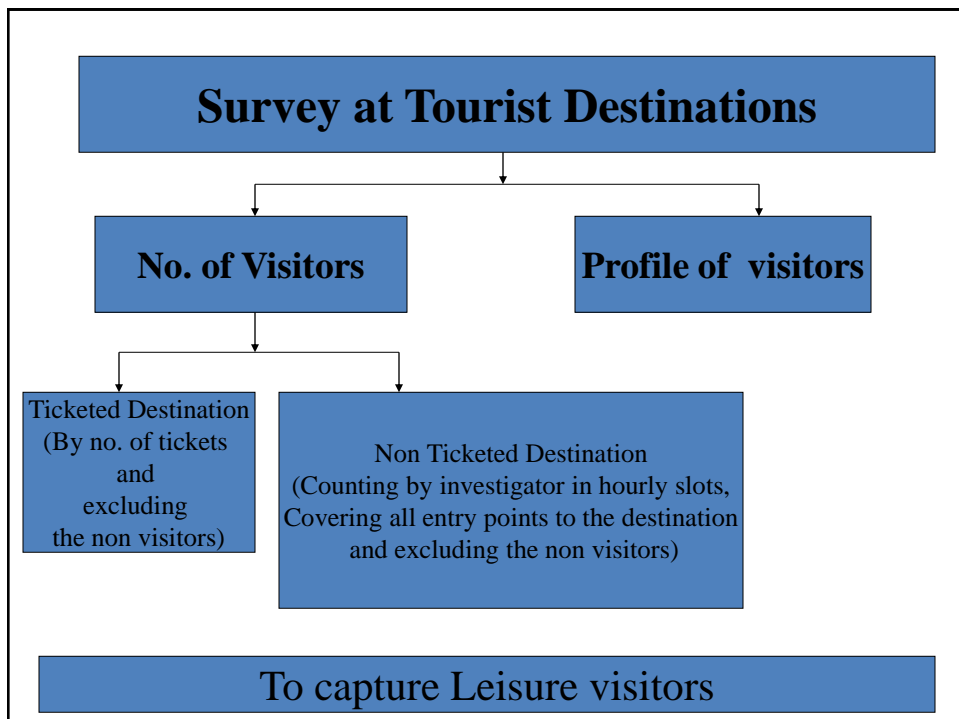 Survey at Tourist Destinations
No. of Visitors
Profile of visitors
Ticketed Destination
(By no. of tickets
and
excluding
the non visitors)
Non Ticketed Destination
(Counting by investigator in hourly slots,
Covering all entry points to the destination
and excluding the non visitors)
To capture Leisure visitors